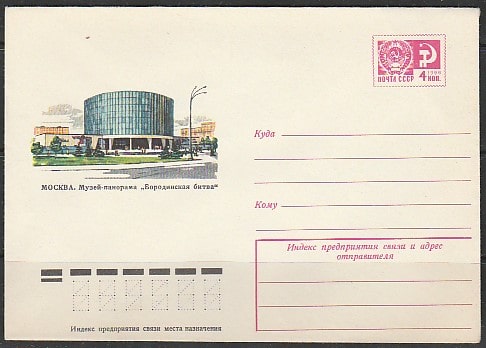 ПОЧТА СССР
4 КОП.
1966
МОСКВА. Музей-панорама „Бородинская битва“
Куда
Кому
Индекс предприятия связи и адрес
отправителя
Индекс предприятия связи места назначения